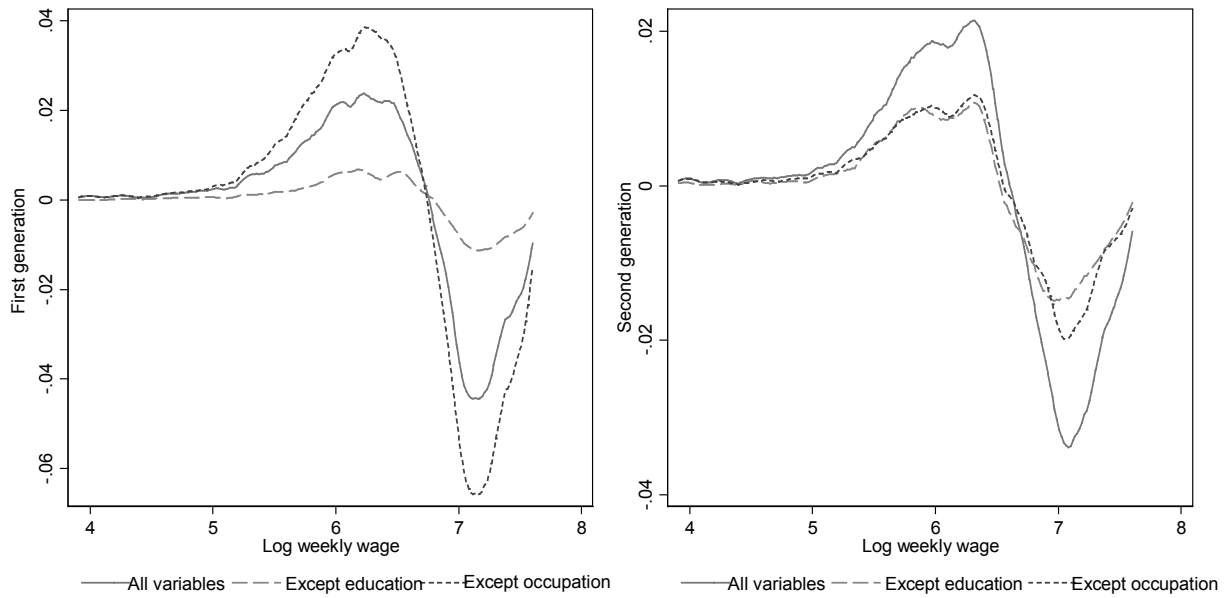 First generation
.04
.02
0
-.02
-.04
-.06
4 5 6 7 8
Log weekly wage
All variables Except education Except occupation
Second generation
.02
0
-.02
-.04
4 5 6 7 8
Log weekly wage
All variables Except education Except occupation